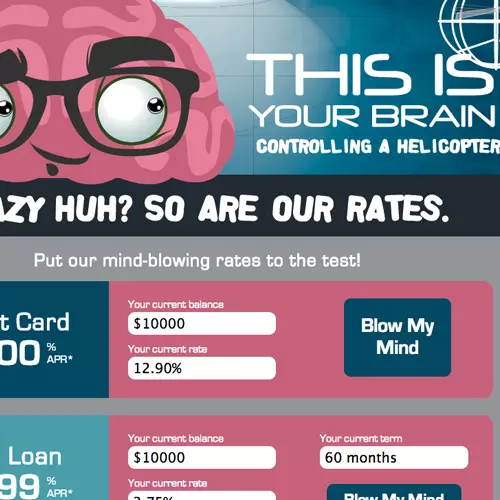 THIS IS
YOUR BRAIN
CONTROLLING A HELICOPTER
AZY HUH? SO ARE OUR RATES.
Put our mind-blowing rates to the test!
t Card
00 % APR*
Your current balance
$10000
Your current rate
12.90%
Blow My
Mind
Loan
99 % APR*
Your current balance
$10000
Your current term
60 months
Your current rate
3.75%
Blow My Mind